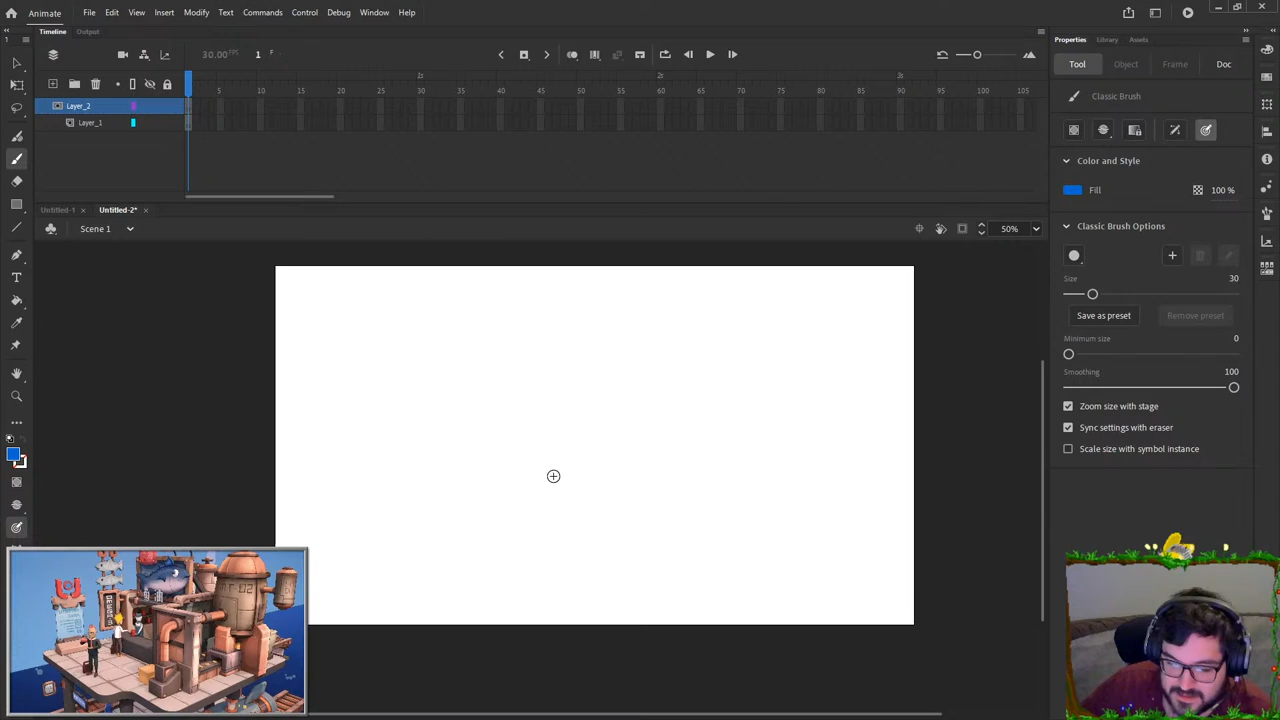 Animate File Edit View Insert Modify Text Commands Control Debug Window Help
Timeline Output
Properties Library Assets
30.00 FPS 1 F
Tool Object Frame Doc
1s 2s 3s
5 10 15 20 25 30 35 40 45 50 55 60 65 70 75 80 85 90 95 100 105
Classic Brush
Layer_2
Layer_1
Color and Style
Fill 100 %
Untitled-1 × Untitled-2* ×
Scene 1 50%
Classic Brush Options
Size 30
Save as preset Remove preset
Minimum size 0
Smoothing 100
Zoom size with stage
Sync settings with eraser
Scale size with symbol instance